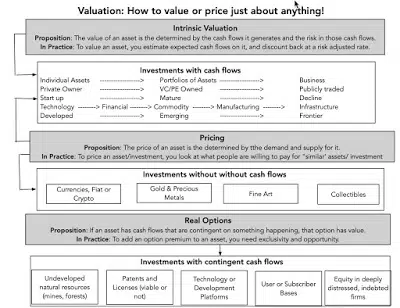 Valuation: How to value or price just about anything!
Intrinsic Valuation
Proposition: The value of an asset is the determined by the cash flows it generates and the risk in those cash flows.
In Practice: To value an asset, you estimate expected cash flows on it, and discount back at a risk adjusted rate.
Investments with cash flows
Individual Assets --------------> Portfolios of Assets --------------> Business
Private Owner --------------> VC/PE Owned --------------> Publicly traded
Start up --------------> Mature --------------> Decline
Technology -------> Financial -------> Commodity -------> Manufacturing -------> Infrastructure
Developed --------------> Emerging --------------> Frontier
Pricing
Proposition: The price of an asset is the determined by tthe demand and supply for it.
In Practice: To price an asset/investment, you look at what people are willing to pay for "similar' assets/ investment
Investments without without cash flows
Currencies, Fiat or
Crypto
Gold & Precious
Metals
Fine Art
Collectibles
Real Options
Proposition: If an asset has cash flows that are contingent on something happening, that option has value.
In Practice: To add an option premium to an asset, you need exclusivity and opportunity.
Investments with contingent cash flows
Undeveloped
natural resources
(mines, forests)
Patents and
Licenses (viable or
not)
Technology or
Development
Platforms
User or Subscriber
Bases
Equity in deeply
distressed, indebted
firms